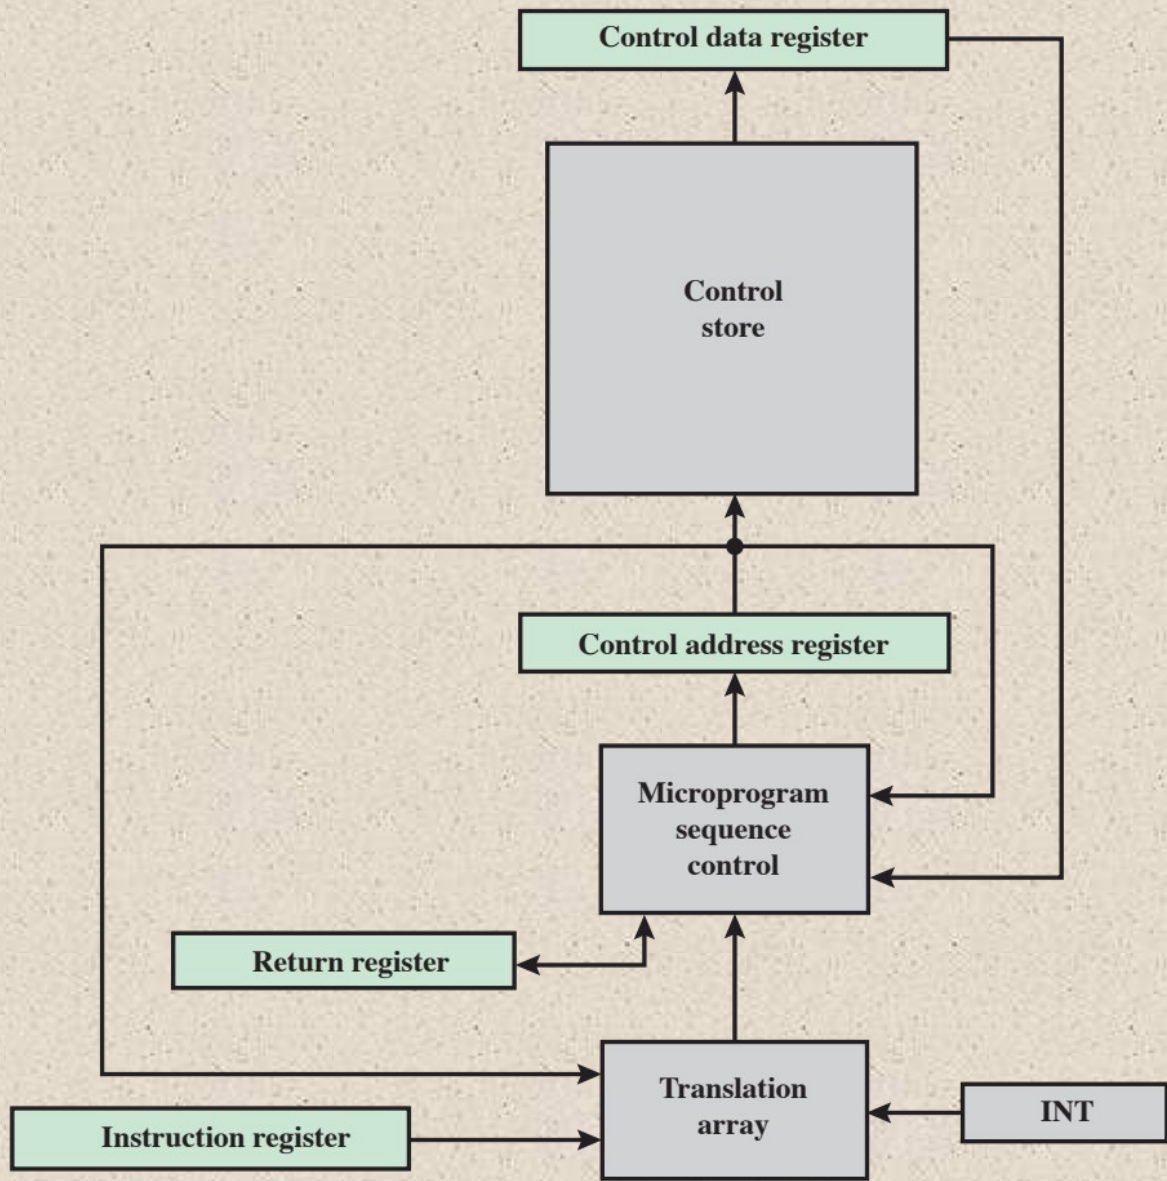 Control data register
Control
store
Control address register
Microprogram
sequence
control
Return register
Translation
array
INT
Instruction register